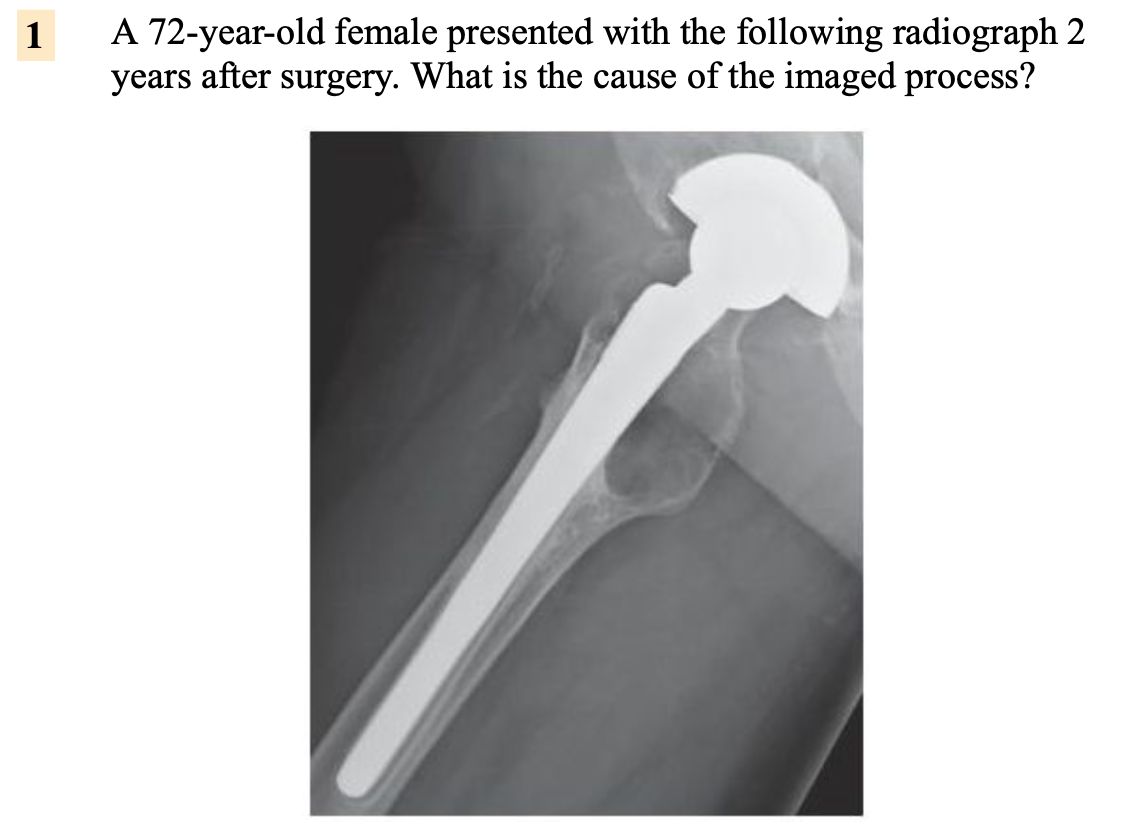 1 A 72-year-old female presented with the following radiograph 2
years after surgery. What is the cause of the imaged process?